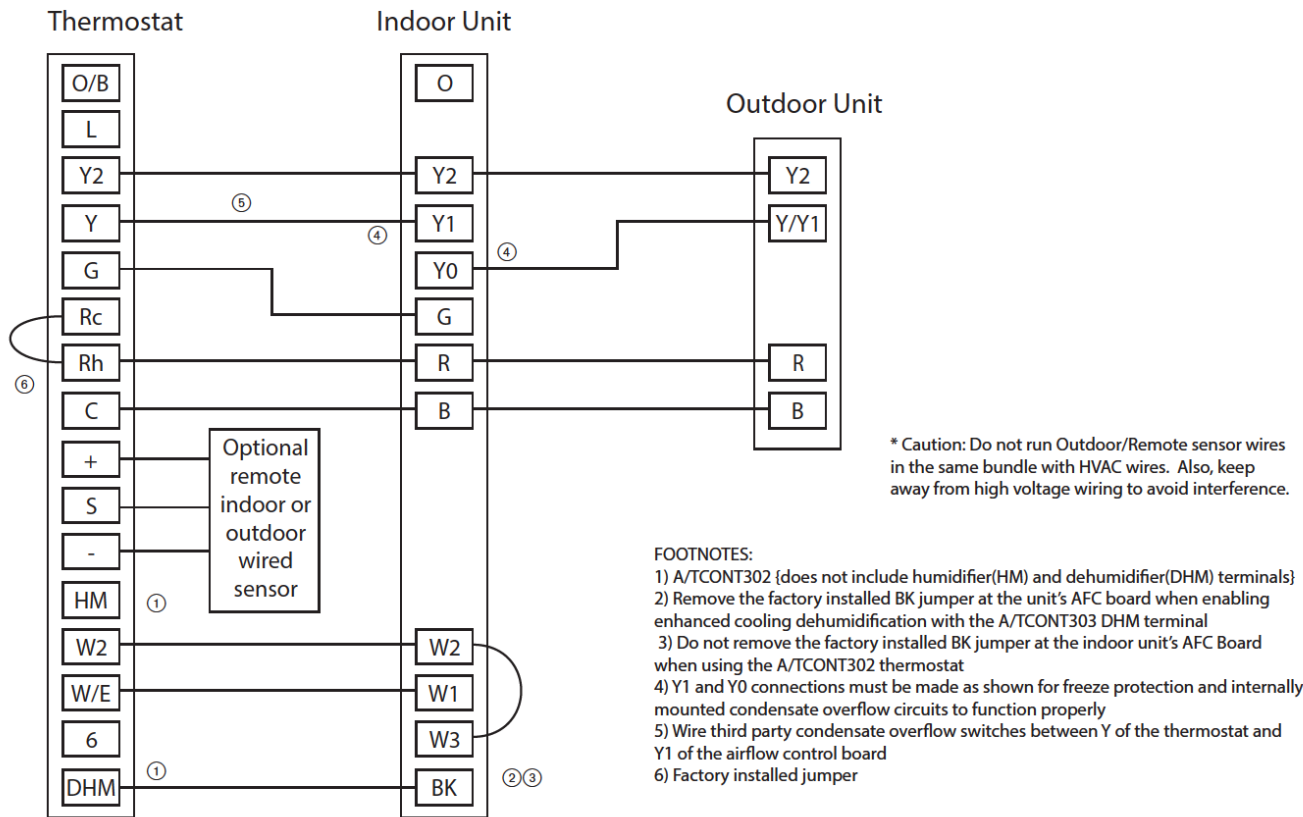 Thermostat
Indoor Unit
Outdoor Unit
O/B
L
Y2
Y
G
Rc
Rh
C
+
S
-
HM
W2
W/E
6
DHM
⑥
⑤
④
①
①
Optional
remote
indoor or
outdoor
wired
sensor
O
Y2
Y1
Y0
G
R
B
W2
W1
W3
BK
④
②③
Y2
Y/Y1
R
B
* Caution: Do not run Outdoor/Remote sensor wires
in the same bundle with HVAC wires. Also, keep
away from high voltage wiring to avoid interference.
FOOTNOTES:
1) A/TCONT302 {does not include humidifier(HM) and dehumidifier(DHM) terminals}
2) Remove the factory installed BK jumper at the unit's AFC board when enabling
enhanced cooling dehumidification with the A/TCONT303 DHM terminal
3) Do not remove the factory installed BK jumper at the indoor unit's AFC Board
when using the A/TCONT302 thermostat
4) Y1 and Y0 connections must be made as shown for freeze protection and internally
mounted condensate overflow circuits to function properly
5) Wire third party condensate overflow switches between Y of the thermostat and
Y1 of the airflow control board
6) Factory installed jumper